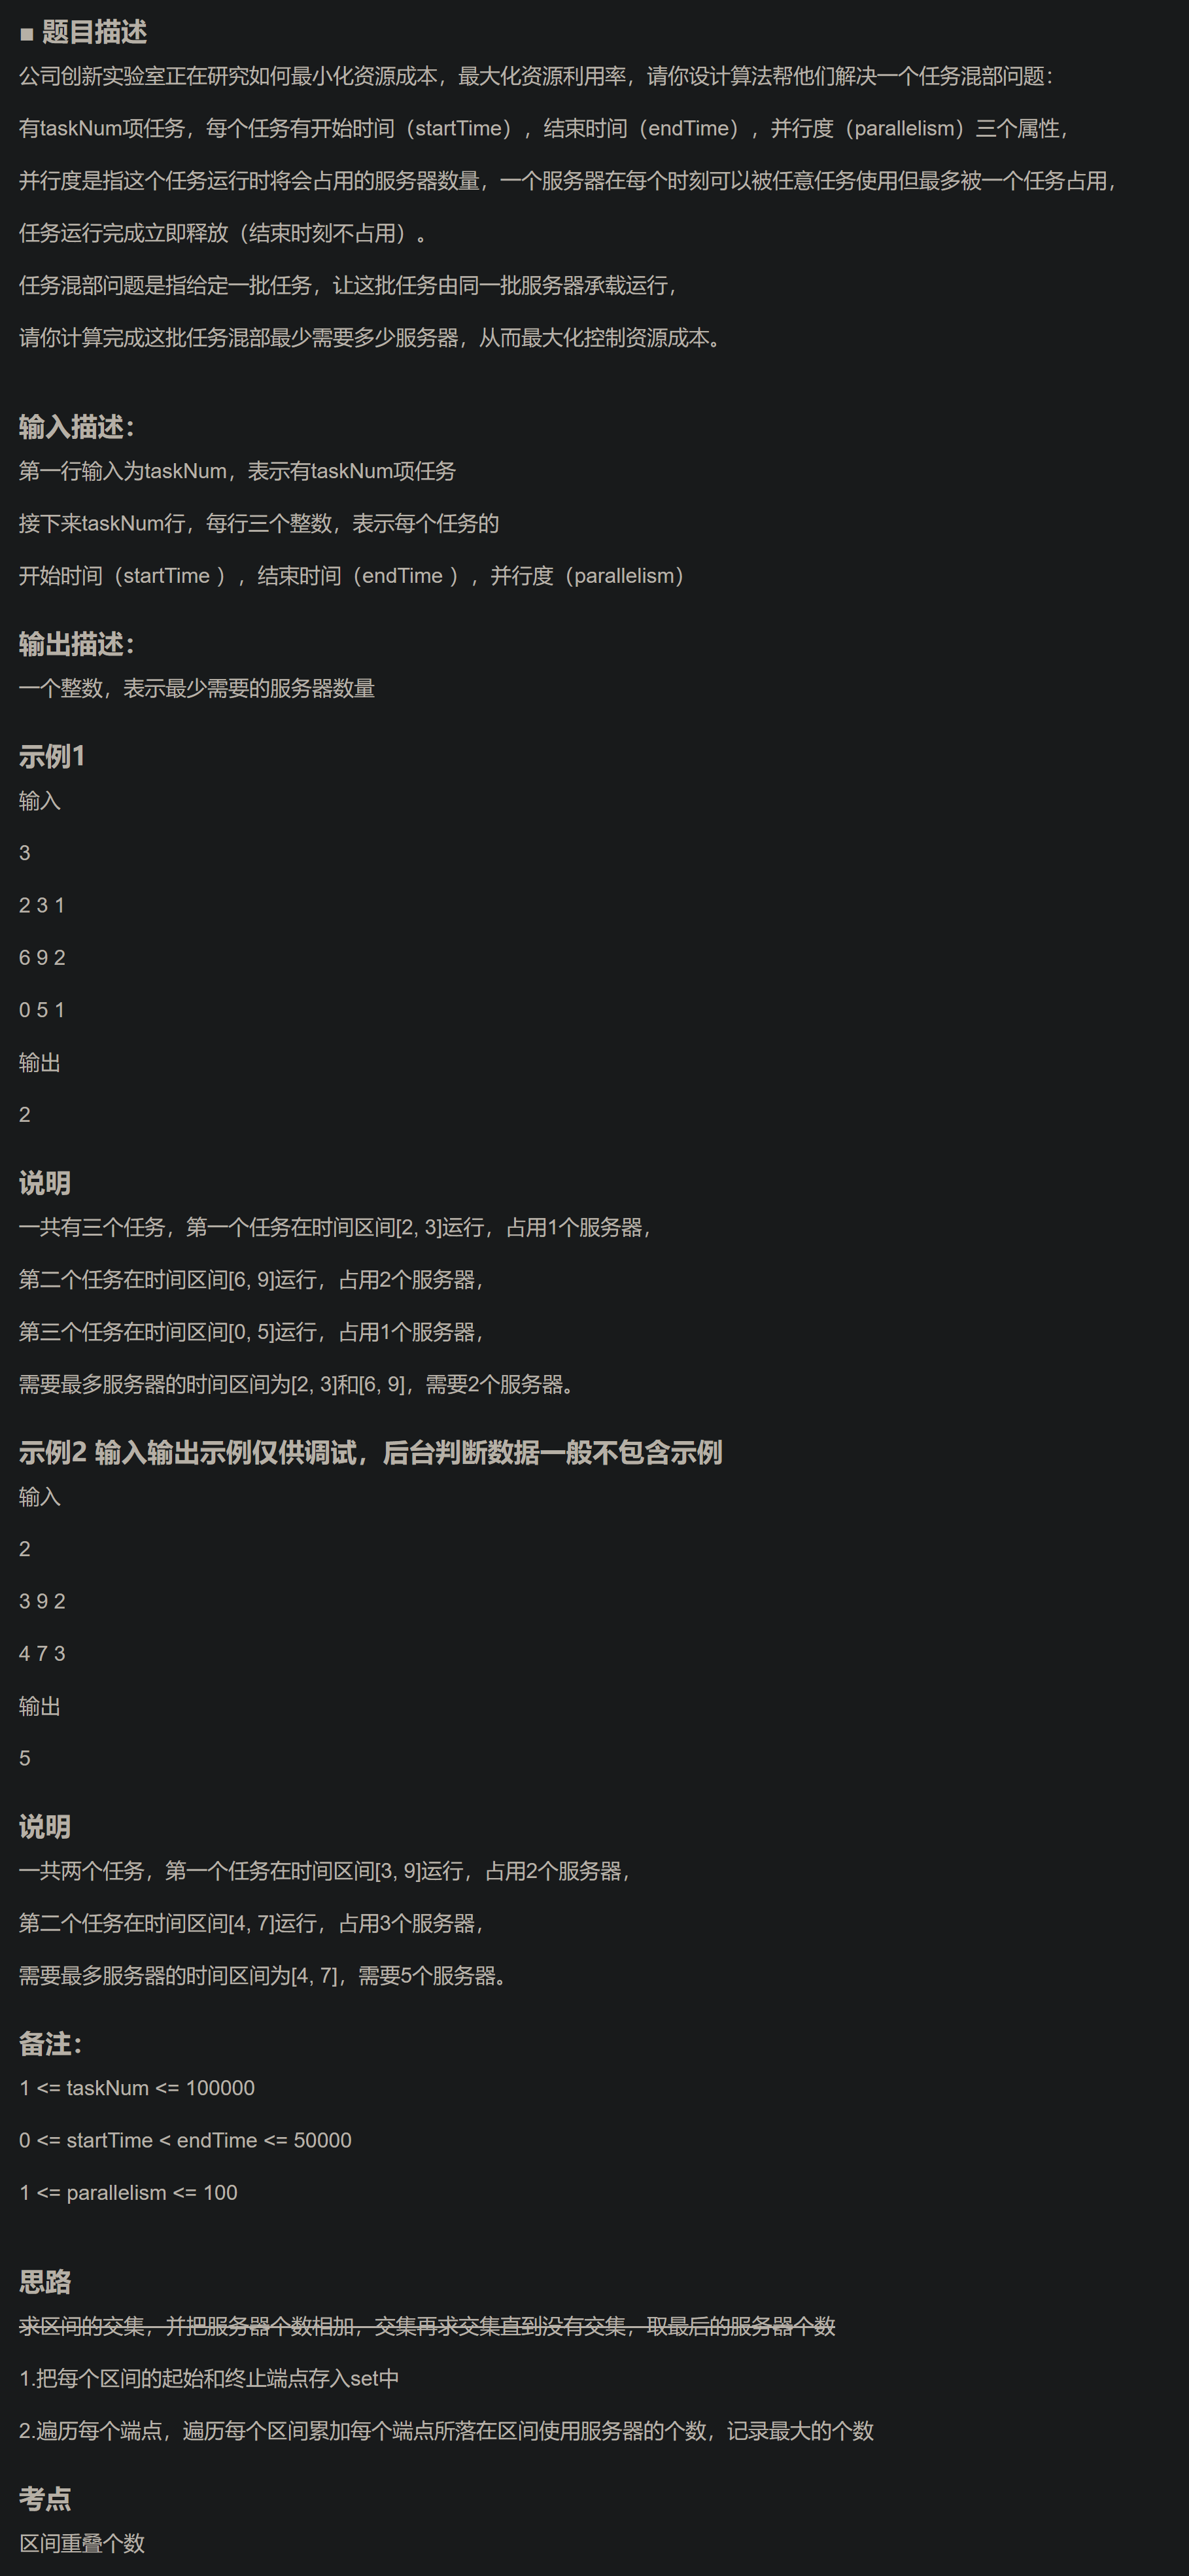 ■ 题目描述
公司创新实验室正在研究如何最小化资源成本，最大化资源利用率，请你设计算法帮他们解决一个任务混部问题：
有taskNum项任务，每个任务有开始时间（startTime），结束时间（endTime），并行度（parallelism）三个属性，
并行度是指这个任务运行时将会占用的服务器数量，一个服务器在每个时刻可以被任意任务使用但最多被一个任务占用，
任务运行完成立即释放（结束时刻不占用）。
任务混部问题是指给定一批任务，让这批任务由同一批服务器承载运行，
请你计算完成这批任务混部最少需要多少服务器，从而最大化控制资源成本。
输入描述：
第一行输入为taskNum，表示有taskNum项任务
接下来taskNum行，每行三个整数，表示每个任务的
开始时间（startTime ），结束时间（endTime ），并行度（parallelism）
输出描述：
一个整数，表示最少需要的服务器数量
示例1
输入
3
2 3 1
6 9 2
0 5 1
输出
2
说明
一共有三个任务，第一个任务在时间区间[2, 3]运行，占用1个服务器，
第二个任务在时间区间[6, 9]运行，占用2个服务器，
第三个任务在时间区间[0, 5]运行，占用1个服务器，
需要最多服务器的时间区间为[2, 3]和[6, 9]，需要2个服务器。
示例2 输入输出示例仅供调试，后台判断数据一般不包含示例
输入
2
3 9 2
4 7 3
输出
5
说明
一共两个任务，第一个任务在时间区间[3, 9]运行，占用2个服务器，
第二个任务在时间区间[4, 7]运行，占用3个服务器，
需要最多服务器的时间区间为[4, 7]，需要5个服务器。
备注：
1 <= taskNum <= 100000
0 <= startTime < endTime <= 50000
1 <= parallelism <= 100
思路
求区间的交集，并把服务器个数相加，交集再求交集直到没有交集，取最后的服务器个数
1.把每个区间的起始和终止端点存入set中
2.遍历每个端点，遍历每个区间累加每个端点所落在区间使用服务器的个数，记录最大的个数
考点
区间重叠个数